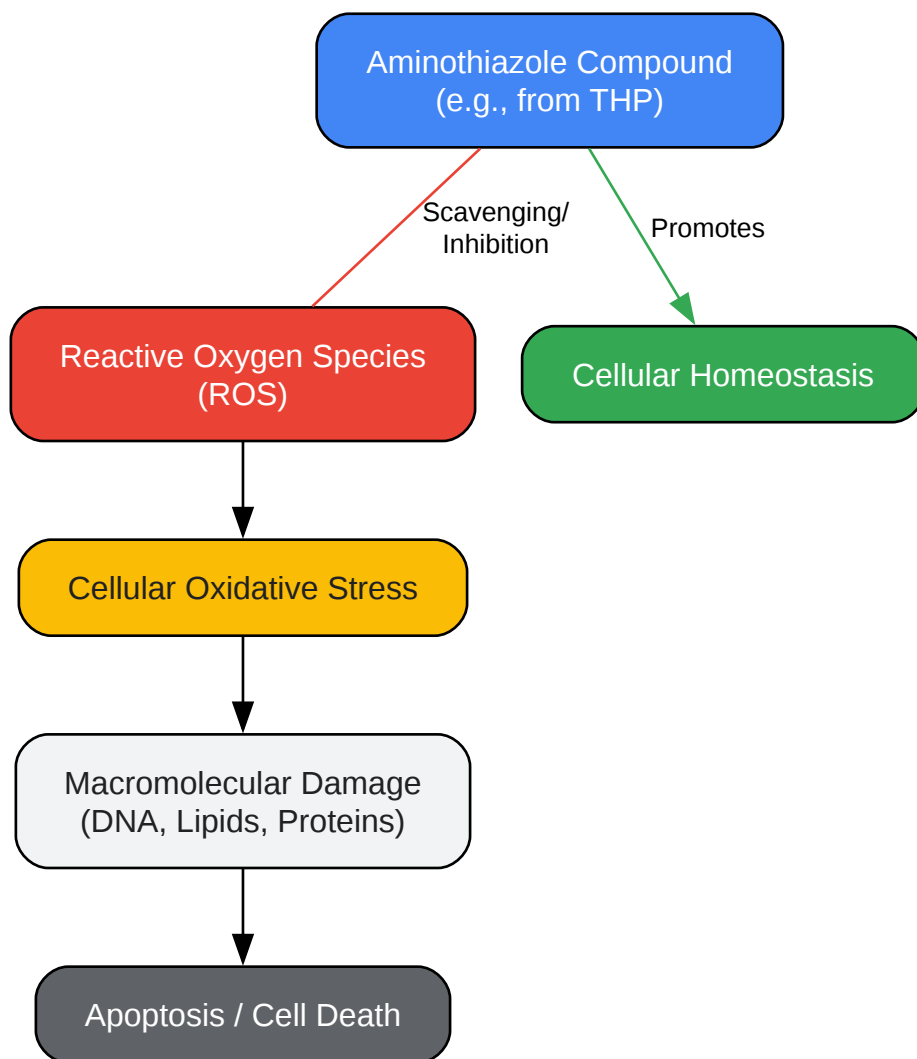 Aminothiazole Compound
(e.g., from THP)
Scavenging/
Inhibition
Promotes
Reactive Oxygen Species
(ROS)
Cellular Homeostasis
Cellular Oxidative Stress
Macromolecular Damage
(DNA, Lipids, Proteins)
Apoptosis / Cell Death